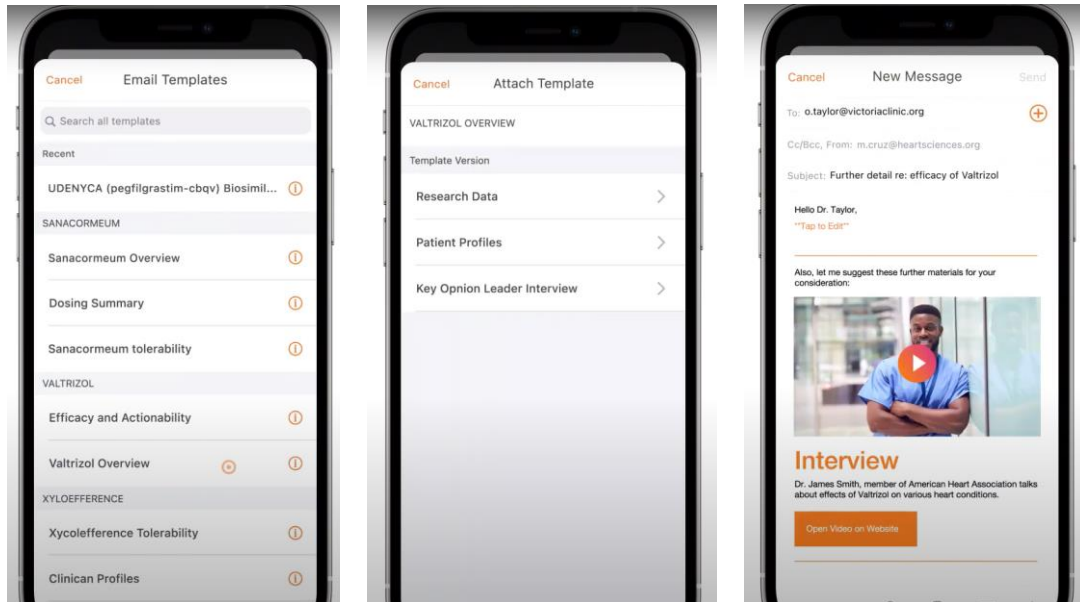 Cancel
Email Templates
Search all templates
Recent
UDENYCA (pegfilgrastim-cbqv) Biosimil...
SANACORMEUM
Sanacormeum Overview
Dosing Summary
Sanacormeum tolerability
VALTRIZOL
Efficacy and Actionability
Valtrizol Overview
XYLOEFFERENCE
Xycolefference Tolerability
Clinican Profiles
Cancel
Attach Template
VALTRIZOL OVERVIEW
Template Version
Research Data
Patient Profiles
Key Opnion Leader Interview
Cancel
New Message
Send
To: o.taylor@victoriaclinic.org
Cc/Bcc, From: m.cruz@heartsciences.org
Subject: Further detail re: efficacy of Valtrizol
Hello Dr. Taylor,
""Tap to Edit""
Also, let me suggest these further materials for your
consideration:
Interview
Dr. James Smith, member of American Heart Association talks
about effects of Valtrizol on various heart conditions.
Open Video on Website